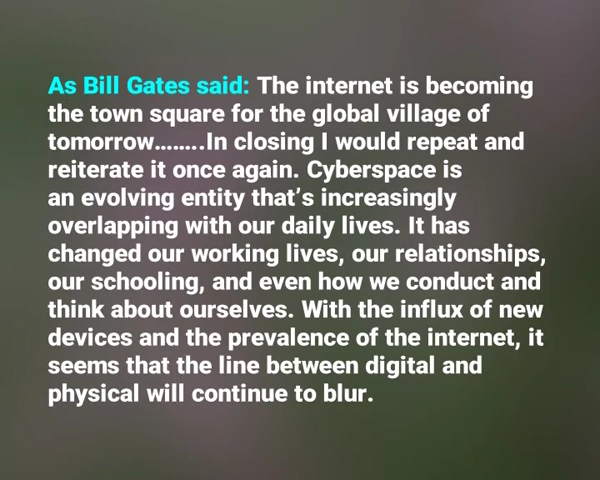 As Bill Gates said: The internet is becoming
the town square for the global village of
tomorrow........In closing I would repeat and
reiterate it once again. Cyberspace is
an evolving entity that’s increasingly
overlapping with our daily lives. It has
changed our working lives, our relationships,
our schooling, and even how we conduct and
think about ourselves. With the influx of new
devices and the prevalence of the internet, it
seems that the line between digital and
physical will continue to blur.